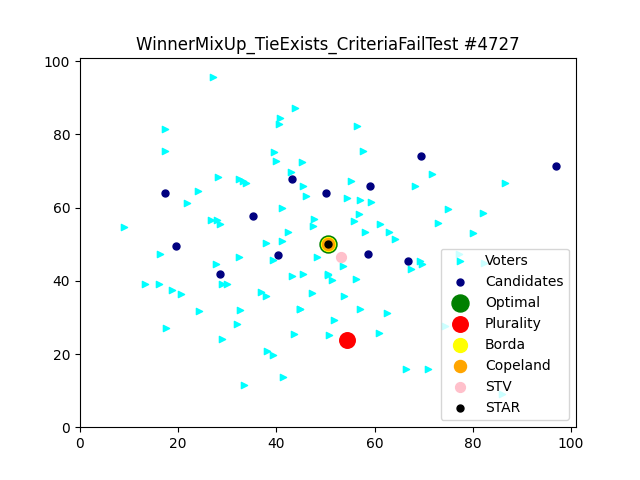 WinnerMixUp_TieExists_CriteriaFailTest #4727
100
80
60
40
20
0
0 20 40 60 80 100
Voters
Candidates
Optimal
Plurality
Borda
Copeland
STV
STAR